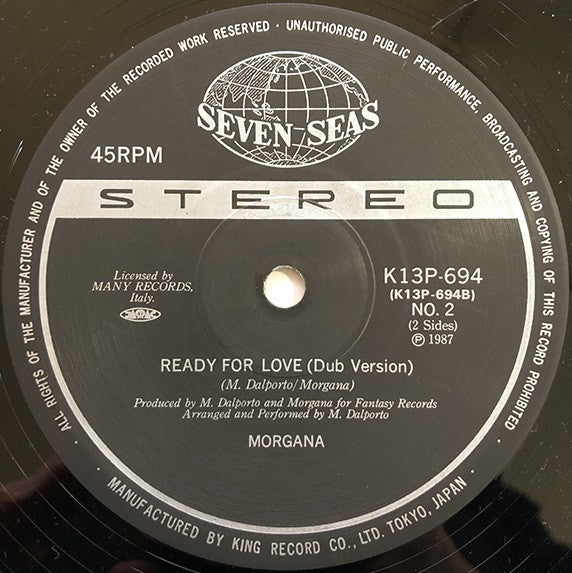 ALL RIGHTS OF THE MANUFACTURER AND OF THE OWNER OF THE RECORDED WORK RESERVED · UNAUTHORISED PUBLIC PERFORMANCE, BROADCASTING AND COPYING OF THIS RECORD PROHIBITED ·
SEVEN SEAS
45RPM
STEREO
Licensed by
MANY RECORDS,
Italy.
K13P-694
(K13P-694B)
NO. 2
(2 Sides)
℗ 1987
READY FOR LOVE (Dub Version)
(M. Dalporto/Morgana)
Produced by M. Dalporto and Morgana for Fantasy Records
Arranged and Performed by M. Dalporto
MORGANA
· MANUFACTURED BY KING RECORD CO., LTD. TOKYO, JAPAN ·